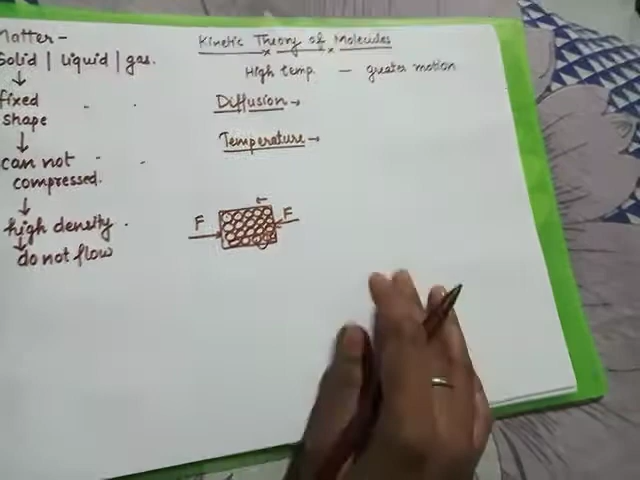 Matter -
Solid | Liquid | gas.
↓
fixed " "
shape
↓
can not " "
compressed.
↓
high density .
↓
do not flow
Kinetic Theory of Molecules
High temp. — greater motion
Diffusion →
Temperature →
F F